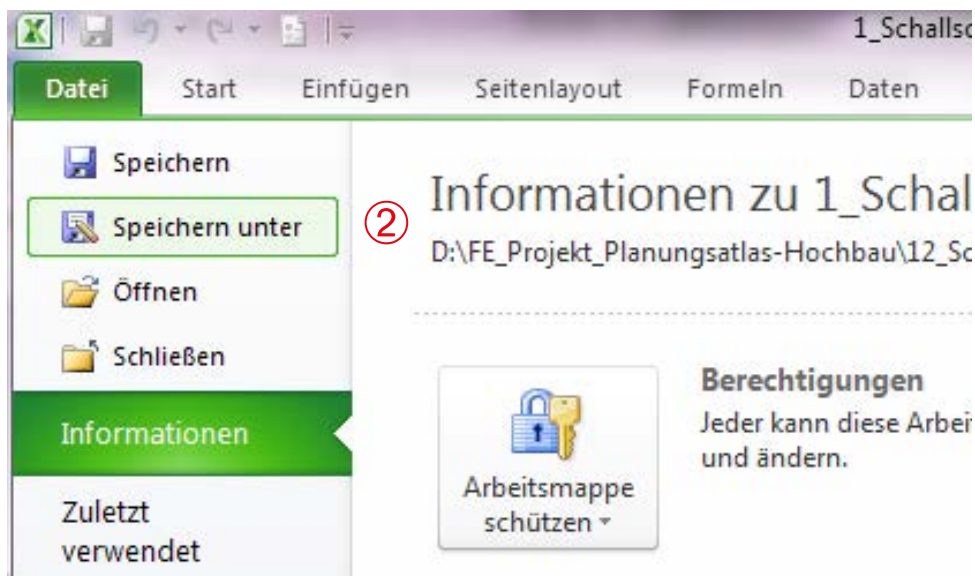 1_Schallsc
Datei Start Einfügen Seitenlayout Formeln Daten
Speichern
Speichern unter
②
Öffnen
Schließen
Informationen
Zuletzt
verwendet
Informationen zu 1_Schal
D:\FE_Projekt_Planungsatlas-Hochbau\12_Sc
Arbeitsmappe
schützen
Berechtigungen
Jeder kann diese Arbeit
und ändern.